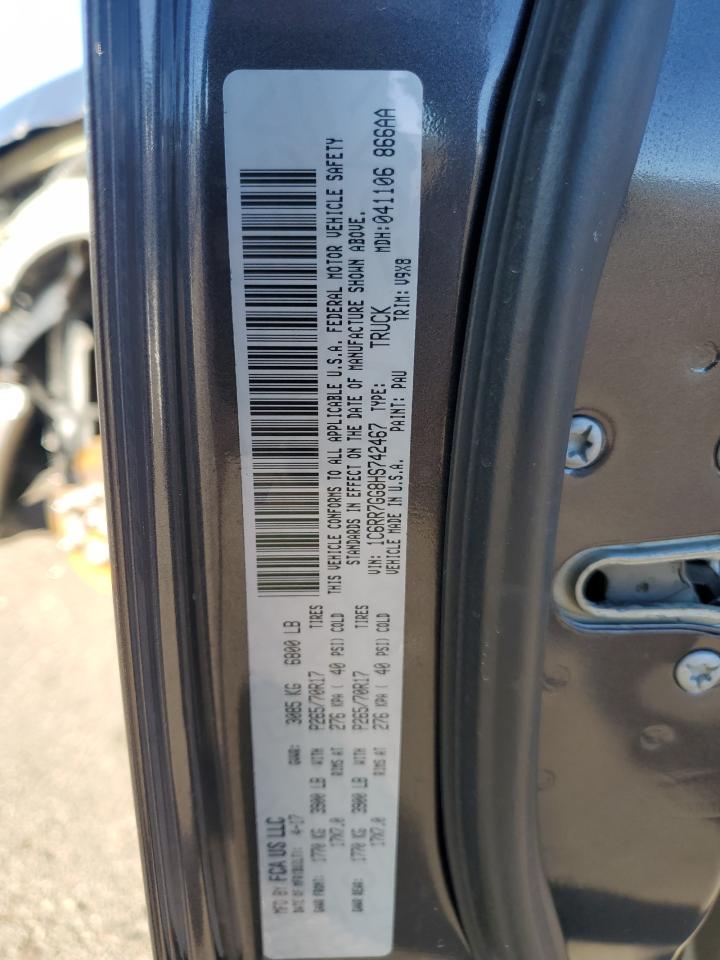 MFD BY FCA US LLC
DATE OF MFR(BUILT): 4-17 GVWR: 3085 KG 6800 LB
GAWR FRONT: 1770 KG 3900 LB WITH P265/70R17 TIRES
17X7.0 RIMS AT 276 KPA ( 40 PSI) COLD
GAWR REAR: 1770 KG 3900 LB WITH P265/70R17 TIRES
17X7.0 RIMS AT 276 KPA ( 40 PSI) COLD
THIS VEHICLE CONFORMS TO ALL APPLICABLE U.S.A. FEDERAL MOTOR VEHICLE SAFETY
STANDARDS IN EFFECT ON THE DATE OF MANUFACTURE SHOWN ABOVE.
VIN: 1C6RR7GG8HS742467 TYPE: TRUCK MDH:041106 866AA
VEHICLE MADE IN U.S.A. PAINT: PAU TRIM: V9X8